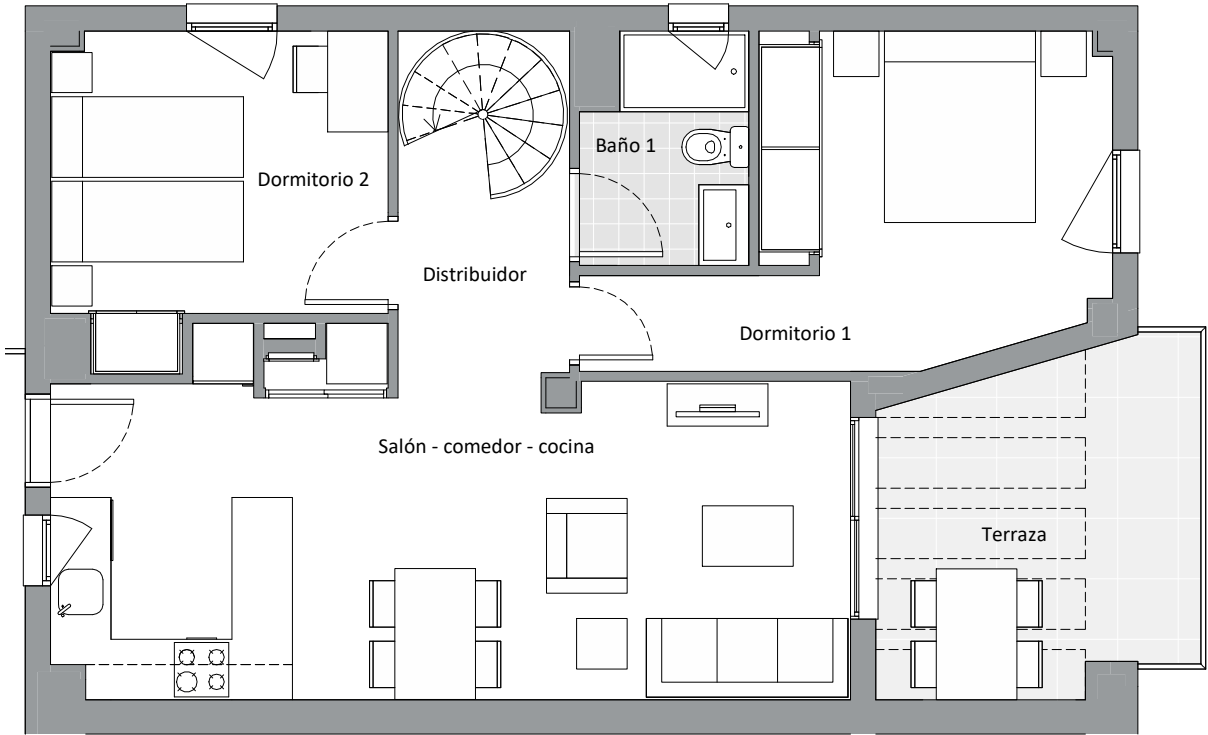 Baño 1
Dormitorio 2
Distribuidor
Dormitorio 1
Salón - comedor - cocina
Terraza